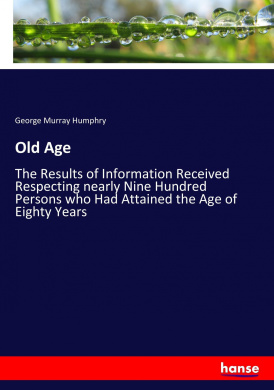 George Murray Humphry
Old Age
The Results of Information Received
Respecting nearly Nine Hundred
Persons who Had Attained the Age of
Eighty Years
hanse